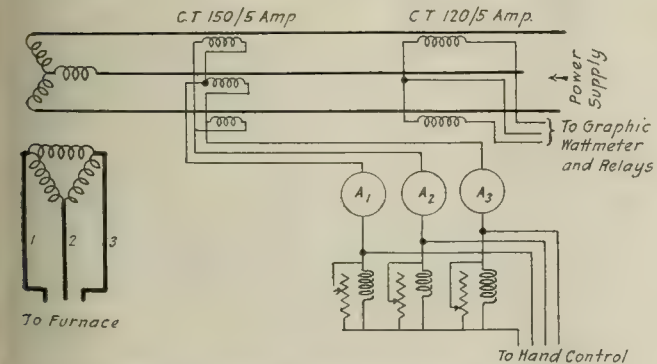 C.T 150/5 Amp
C.T 120/5 Amp.
Power
Supply
To Graphic
Wattmeter
and Relays
A1
A2
A3
1 2 3
To Furnace
To Hand Control